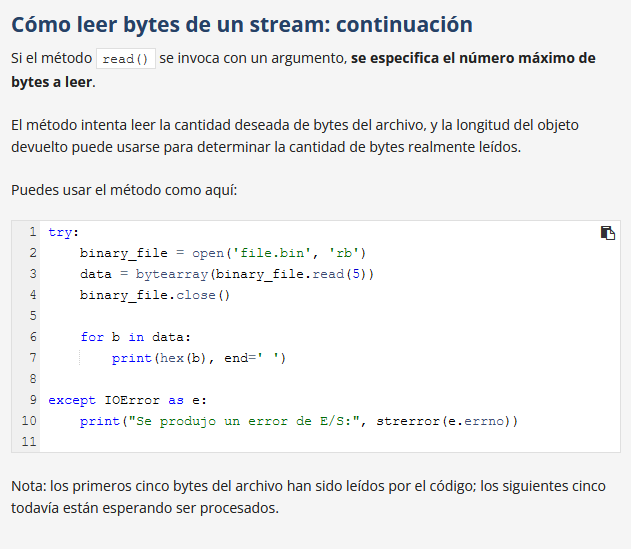 Cómo leer bytes de un stream: continuación
Si el método read() se invoca con un argumento, se especifica el número máximo de
bytes a leer.
El método intenta leer la cantidad deseada de bytes del archivo, y la longitud del objeto
devuelto puede usarse para determinar la cantidad de bytes realmente leídos.
Puedes usar el método como aquí:
1 try:
2     binary_file = open('file.bin', 'rb')
3     data = bytearray(binary_file.read(5))
4     binary_file.close()
5
6     for b in data:
7         print(hex(b), end=' ')
8
9 except IOError as e:
10     print("Se produjo un error de E/S:", strerror(e.errno))
11
Nota: los primeros cinco bytes del archivo han sido leídos por el código; los siguientes cinco
todavía están esperando ser procesados.